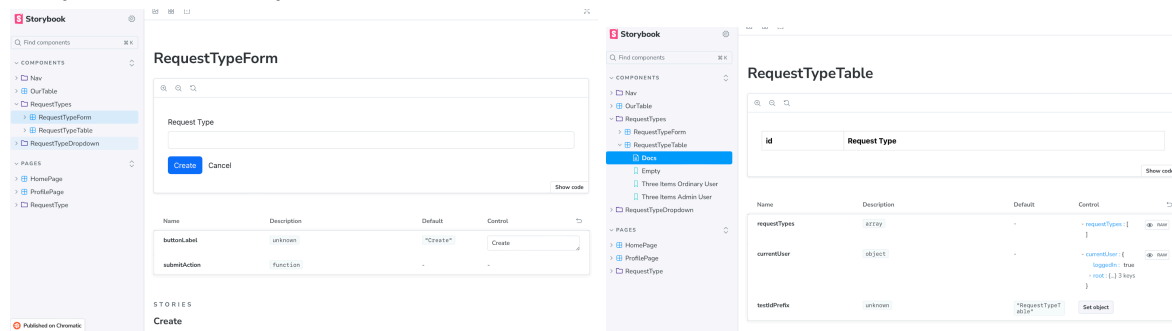 Storybook
Find components
⌘ K
COMPONENTS
Nav
OurTable
RequestTypes
RequestTypeForm
RequestTypeTable
RequestTypeDropdown
PAGES
HomePage
ProfilePage
RequestType
Published on Chromatic
RequestTypeForm
Request Type
Create Cancel
Show code
Name Description Default Control
buttonLabel unknown "Create" Create
submitAction function - -
STORIES
Create
Storybook
Find components
⌘ K
COMPONENTS
Nav
OurTable
RequestTypes
RequestTypeForm
RequestTypeTable
Docs
Empty
Three Items Ordinary User
Three Items Admin User
RequestTypeDropdown
PAGES
HomePage
ProfilePage
RequestType
RequestTypeTable
id Request Type
Show code
Name Description Default Control
requestTypes array - - requestTypes : [ RAW
]
currentUser object - - currentUser : { RAW
loggedIn : true
- root : {...} 3 keys
}
testIdPrefix unknown "RequestTypeT Set object
able"